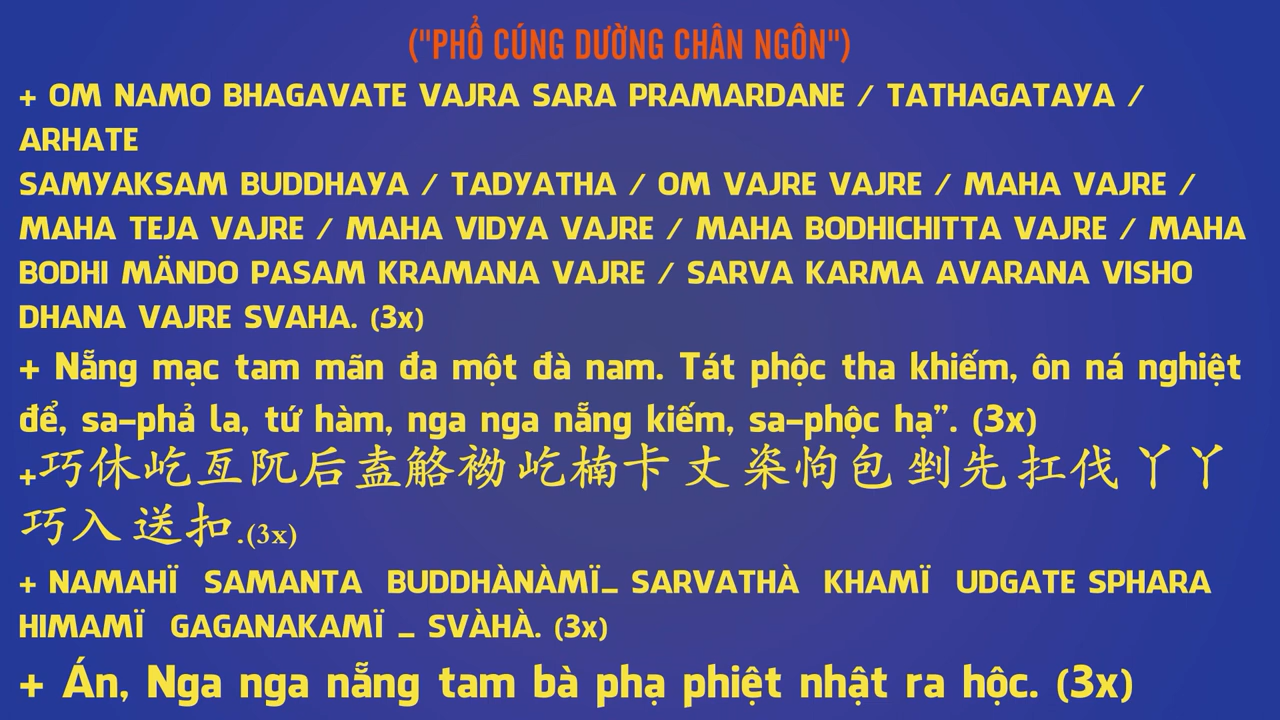 ("PHỔ CÚNG DƯỜNG CHÂN NGÔN")
+ OM NAMO BHAGAVATE VAJRA SARA PRAMARDANE / TATHAGATAYA /
ARHATE
SAMYAKSAM BUDDHAYA / TADYATHA / OM VAJRE VAJRE / MAHA VAJRE /
MAHA TEJA VAJRE / MAHA VIDYA VAJRE / MAHA BODHICHITTA VAJRE / MAHA
BODHI MÄNDO PASAM KRAMANA VAJRE / SARVA KARMA AVARANA VISHO
DHANA VAJRE SVAHA. (3x)
+ Nẵng mạc tam mãn đa một đà nam. Tát phộc tha khiếm, ôn ná nghiệt
để, sa-phả la, tứ hàm, nga nga nẵng kiếm, sa-phộc hạ”. (3x)
+巧休屹亙阢后盍觡袎 屹楠卡 丈 粢怐包 剉先 扛伐 丫丫
巧入 送扣.(3x)
+ NAMAHÏ SAMANTA BUDDHÀNÀMÏ_ SARVATHÀ KHAMÏ UDGATE SPHARA
HIMAMÏ GAGANAKAMÏ _ SVÀHÀ. (3x)
+ Án, Nga nga nẵng tam bà phạ phiệt nhật ra hộc. (3x)